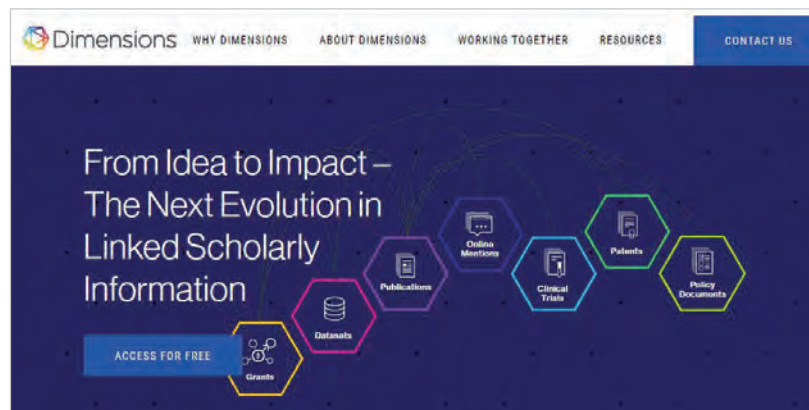 Dimensions
WHY DIMENSIONS
ABOUT DIMENSIONS
WORKING TOGETHER
RESOURCES
CONTACT US
From Idea to Impact –
The Next Evolution in
Linked Scholarly
Information
ACCESS FOR FREE
Grants
Datasets
Publications
Online
Mentions
Clinical
Trials
Patents
Policy
Documents